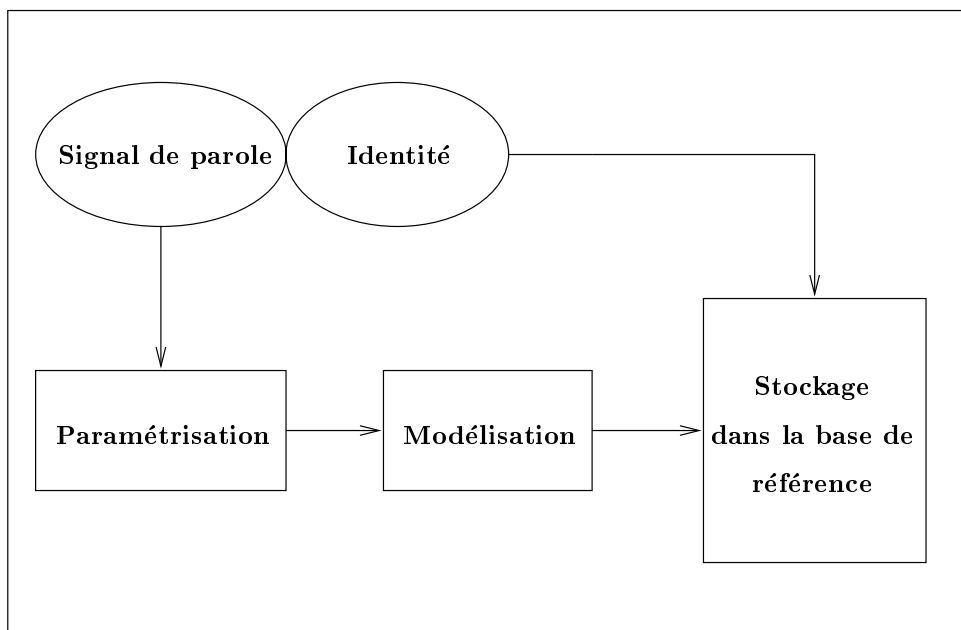 Signal de parole
Identité
Paramétrisation
Modélisation
Stockage
dans la base de
référence